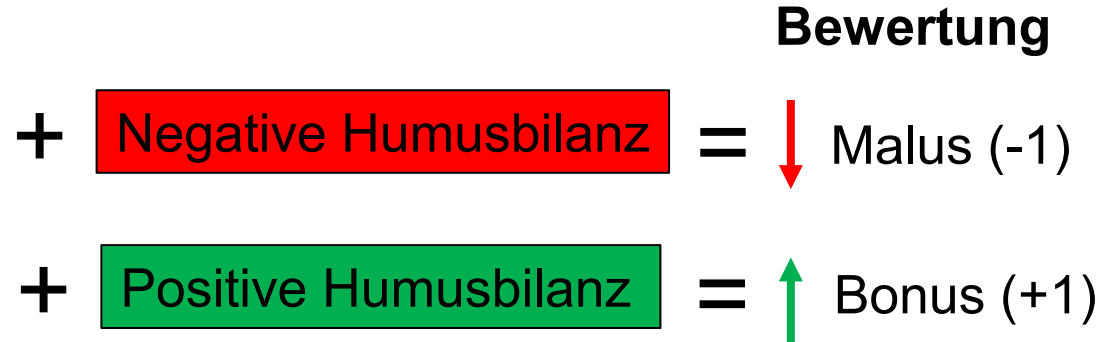 Bewertung
+ Negative Humusbilanz = Malus (-1)
+ Positive Humusbilanz = Bonus (+1)